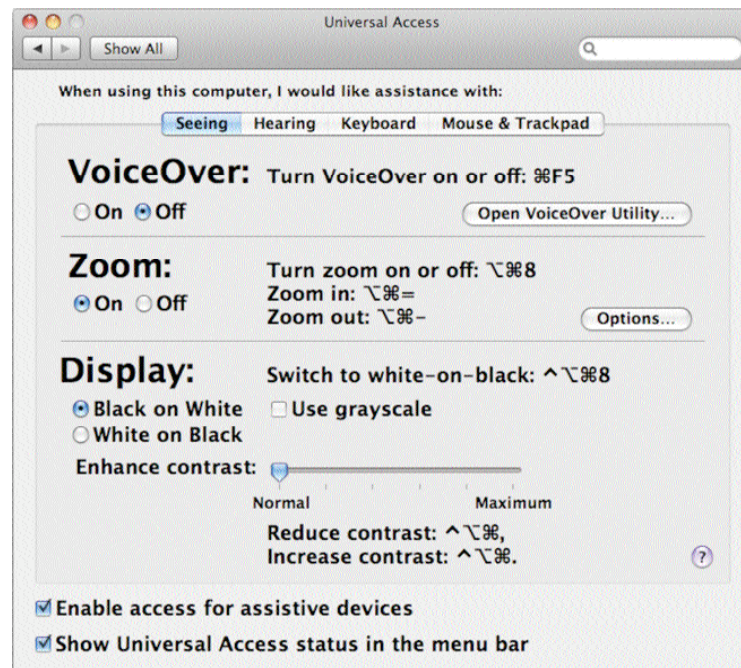 Universal Access
Show All
When using this computer, I would like assistance with:
Seeing Hearing Keyboard Mouse & Trackpad
VoiceOver: Turn VoiceOver on or off: ⌘F5
On Off Open VoiceOver Utility...
Zoom: Turn zoom on or off: ⌥⌘8
On Off Zoom in: ⌥⌘=
Zoom out: ⌥⌘- Options...
Display: Switch to white-on-black: ^⌥⌘8
Black on White Use grayscale
White on Black
Enhance contrast:
Normal Maximum
Reduce contrast: ^⌥⌘,
Increase contrast: ^⌥⌘. ?
Enable access for assistive devices
Show Universal Access status in the menu bar